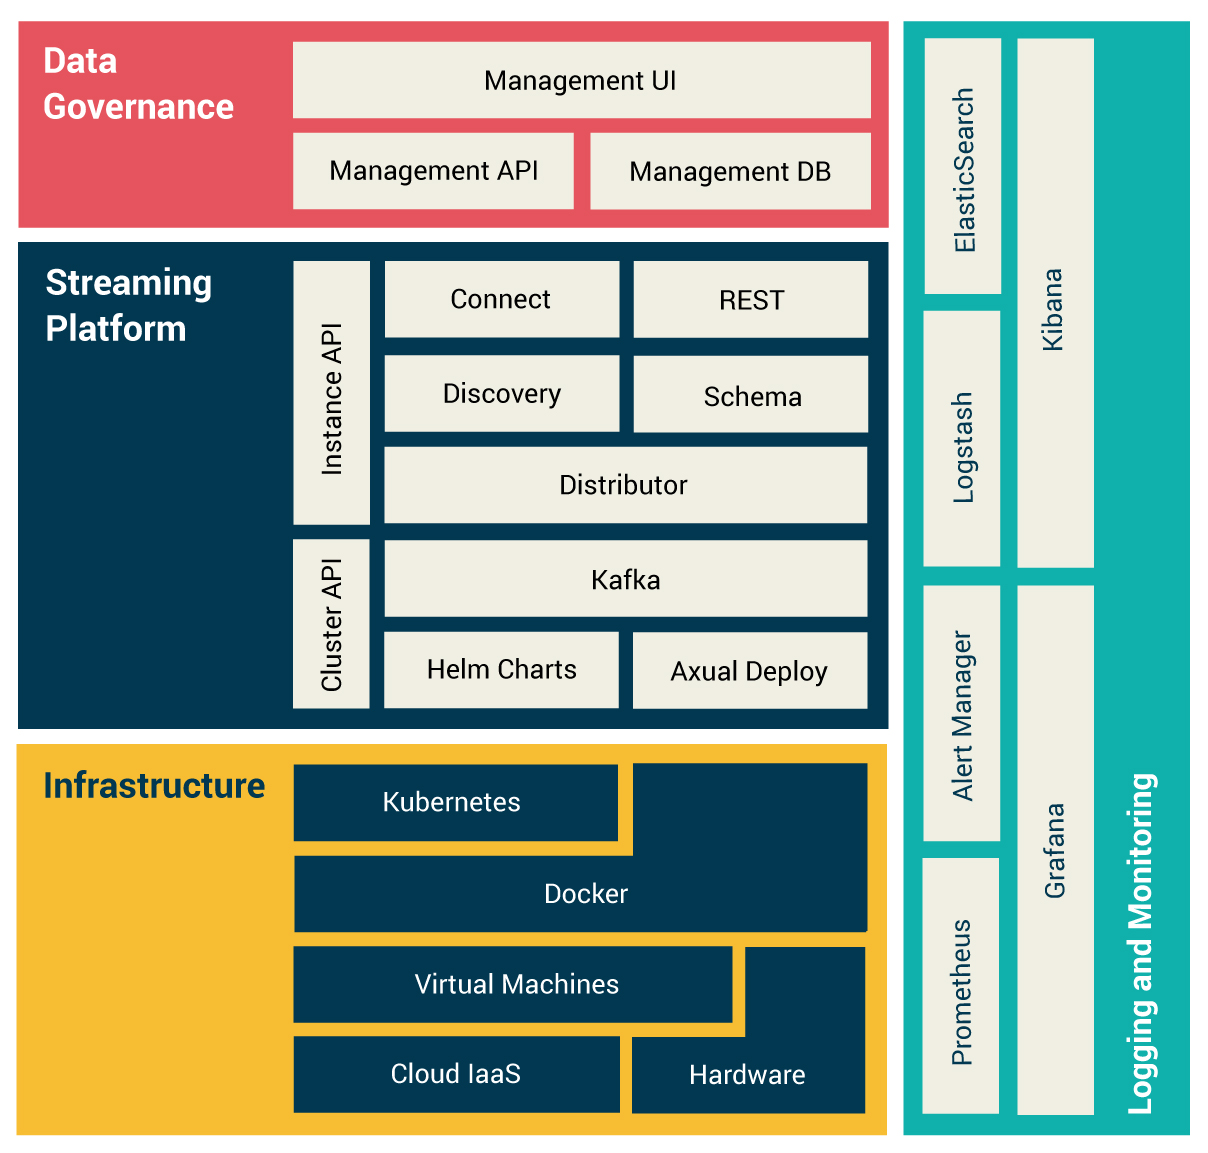 Data
Governance
Management UI
Management API
Management DB
Streaming
Platform
Instance API
Connect
REST
Discovery
Schema
Distributor
Cluster API
Kafka
Helm Charts
Axual Deploy
Infrastructure
Kubernetes
Docker
Virtual Machines
Cloud IaaS
Hardware
ElasticSearch
Kibana
Logstash
Alert Manager
Grafana
Prometheus
Logging and Monitoring